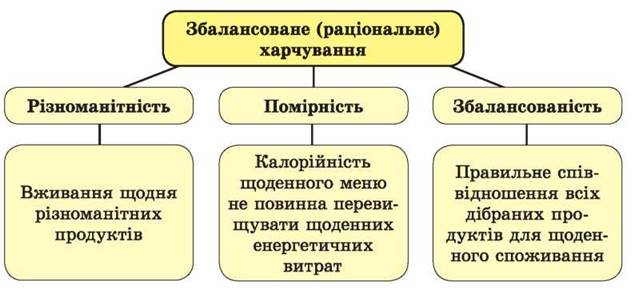 Збалансоване (раціональне)
харчування
Різноманітність
Помірність
Збалансованість
Вживання щодня
різноманітних
продуктів
Калорійність
щоденного меню
не повинна переви-
щувати щоденних
енергетичних
витрат
Правильне спів-
відношення всіх
дібраних про-
дуктів для щоден-
ного споживання